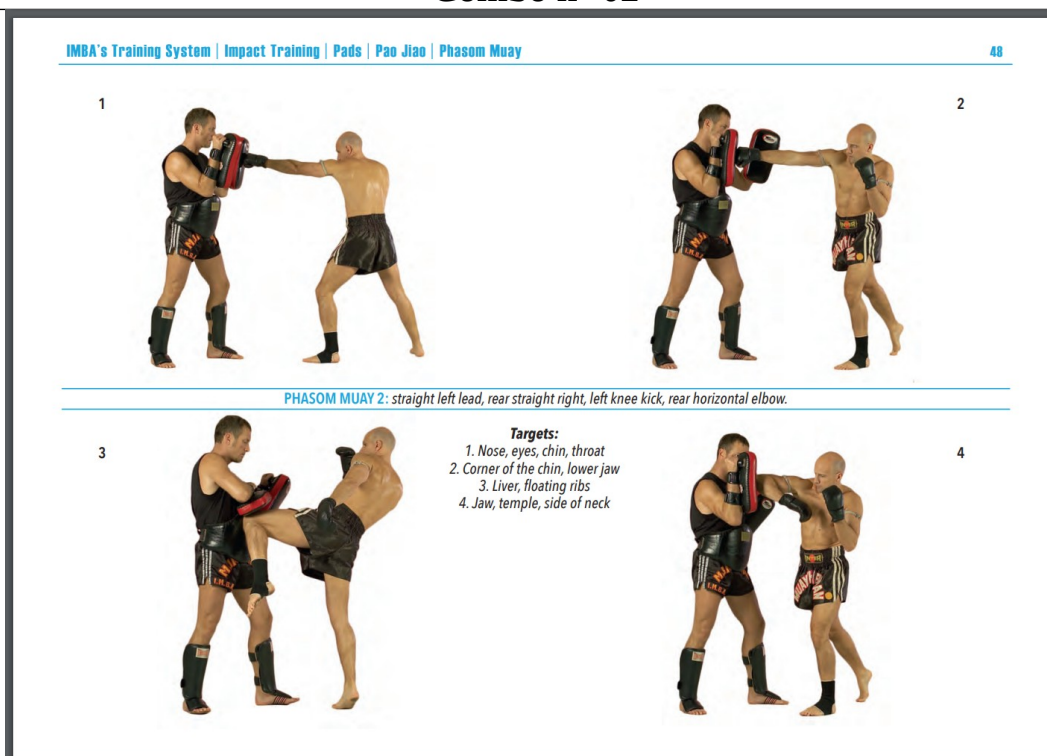 IMBA's Training System | Impact Training | Pads | Pao Jiao | Phasom Muay 48
1
2
PHASOM MUAY 2: straight left lead, rear straight right, left knee kick, rear horizontal elbow.
3
Targets:
1. Nose, eyes, chin, throat
2. Corner of the chin, lower jaw
3. Liver, floating ribs
4. Jaw, temple, side of neck
4